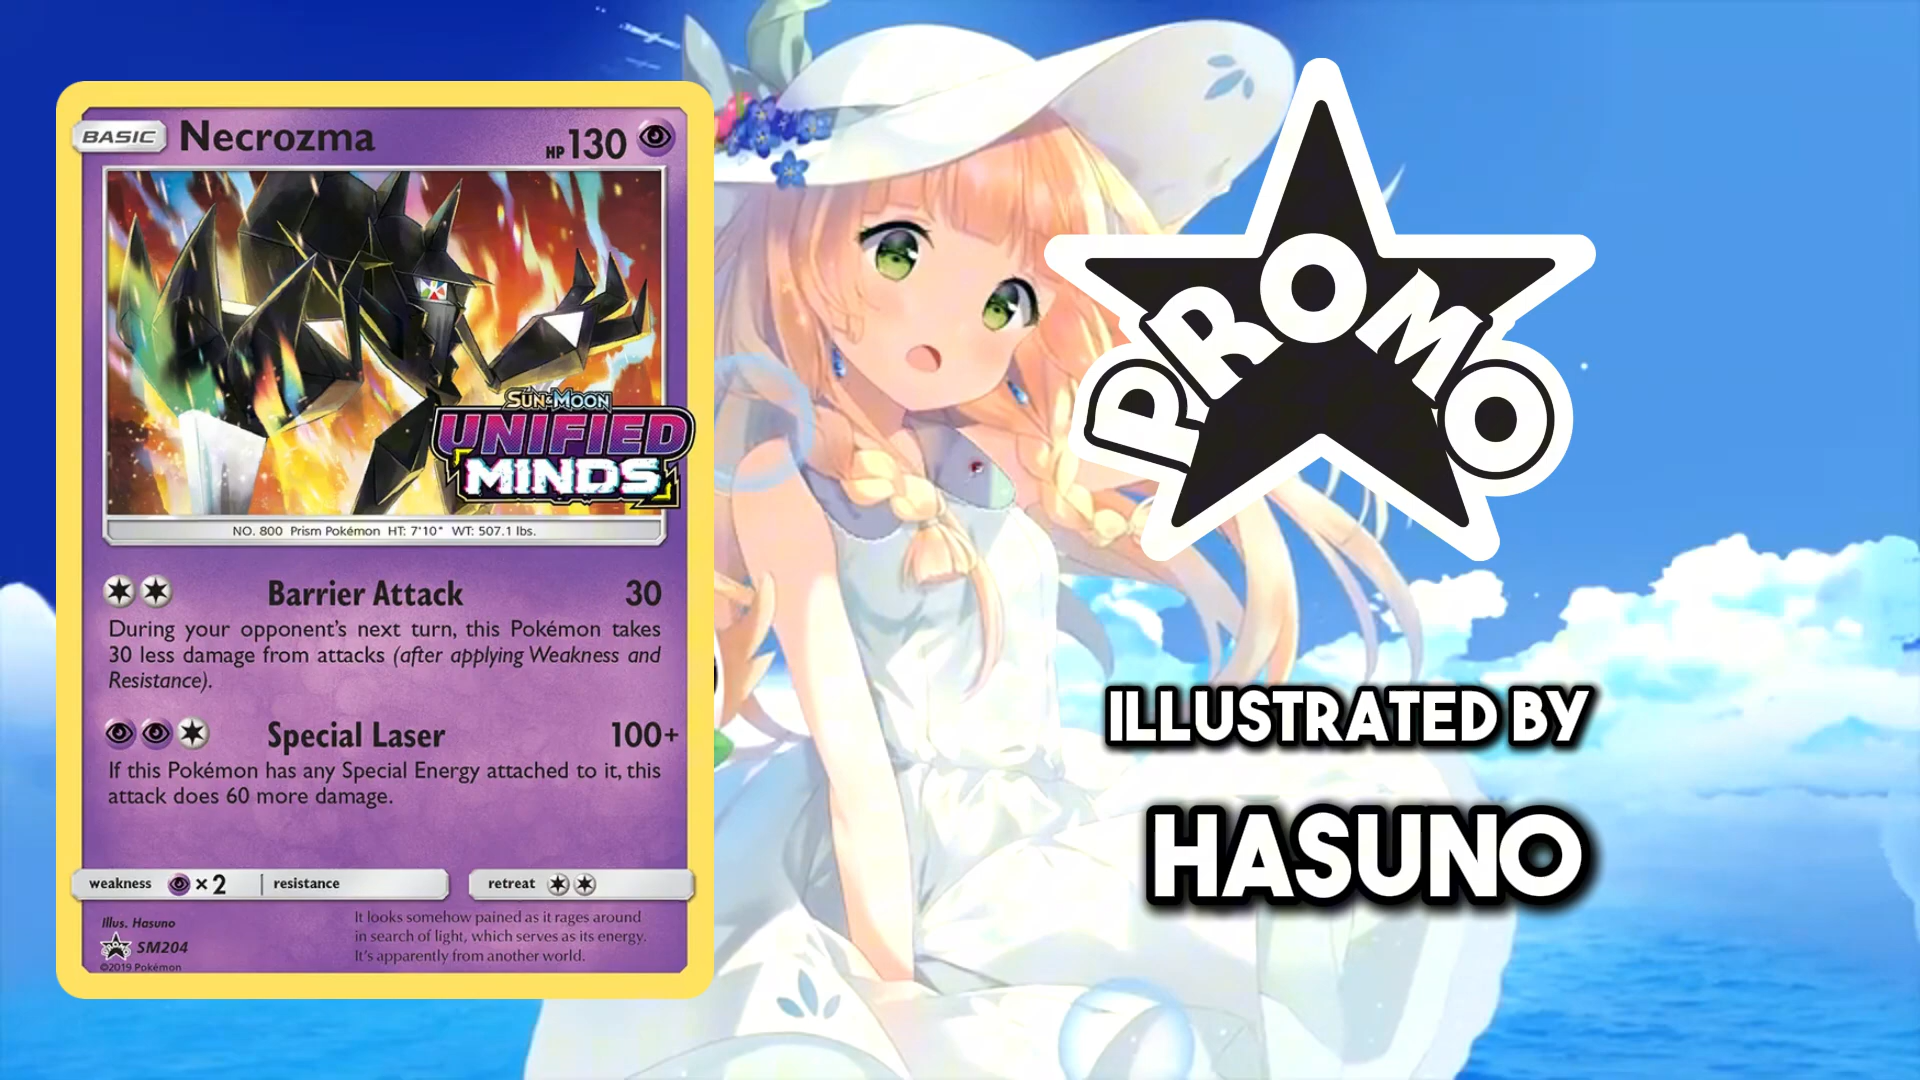 BASIC Necrozma HP 130
SUN & MOON
UNIFIED
MINDS
NO. 800 Prism Pokémon HT: 7'10" WT: 507.1 lbs.
Barrier Attack 30
During your opponent's next turn, this Pokémon takes
30 less damage from attacks (after applying Weakness and
Resistance).
Special Laser 100+
If this Pokémon has any Special Energy attached to it, this
attack does 60 more damage.
weakness ×2 resistance retreat
Illus. Hasuno
PROMO SM204
©2019 Pokémon
It looks somehow pained as it rages around
in search of light, which serves as its energy.
It's apparently from another world.
PROMO
ILLUSTRATED BY
HASUNO